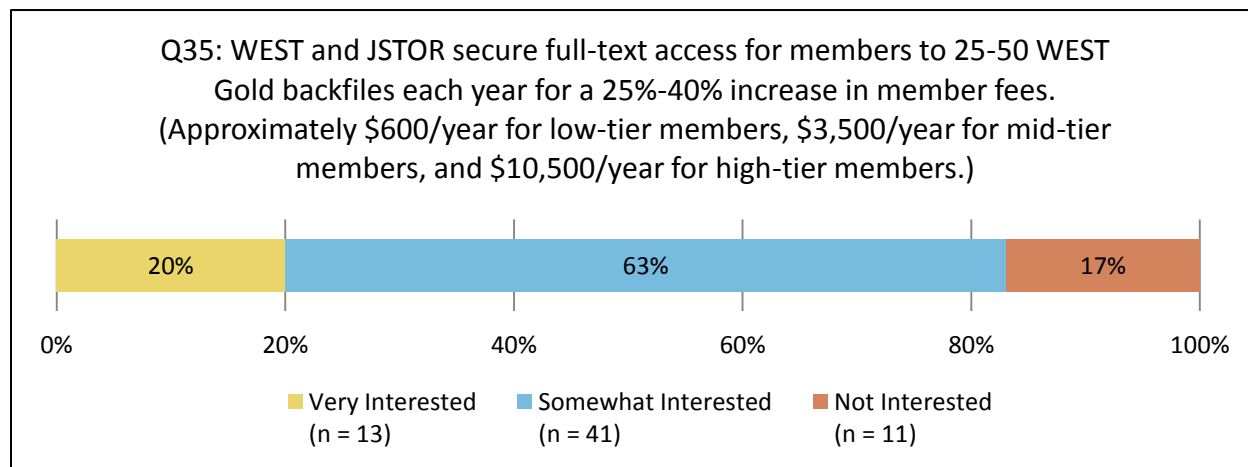 Q35: WEST and JSTOR secure full-text access for members to 25-50 WEST
Gold backfiles each year for a 25%-40% increase in member fees.
(Approximately $600/year for low-tier members, $3,500/year for mid-tier
members, and $10,500/year for high-tier members.)
20% 63% 17%
0% 20% 40% 60% 80% 100%
Very Interested Somewhat Interested Not Interested
(n = 13) (n = 41) (n = 11)